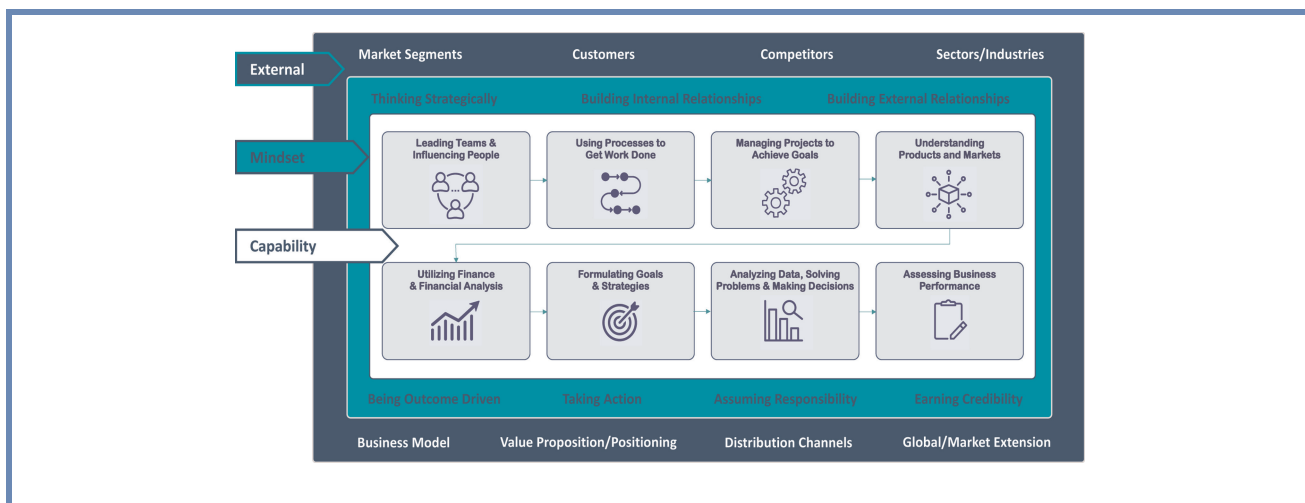 Market Segments
Customers
Competitors
Sectors/Industries
External
Thinking Strategically
Building Internal Relationships
Building External Relationships
Mindset
Leading Teams &
Influencing People
Using Processes to
Get Work Done
Managing Projects to
Achieve Goals
Understanding
Products and Markets
Capability
Utilizing Finance
& Financial Analysis
Formulating Goals
& Strategies
Analyzing Data, Solving
Problems & Making Decisions
Assessing Business
Performance
Being Outcome Driven
Taking Action
Assuming Responsibility
Earning Credibility
Business Model
Value Proposition/Positioning
Distribution Channels
Global/Market Extension